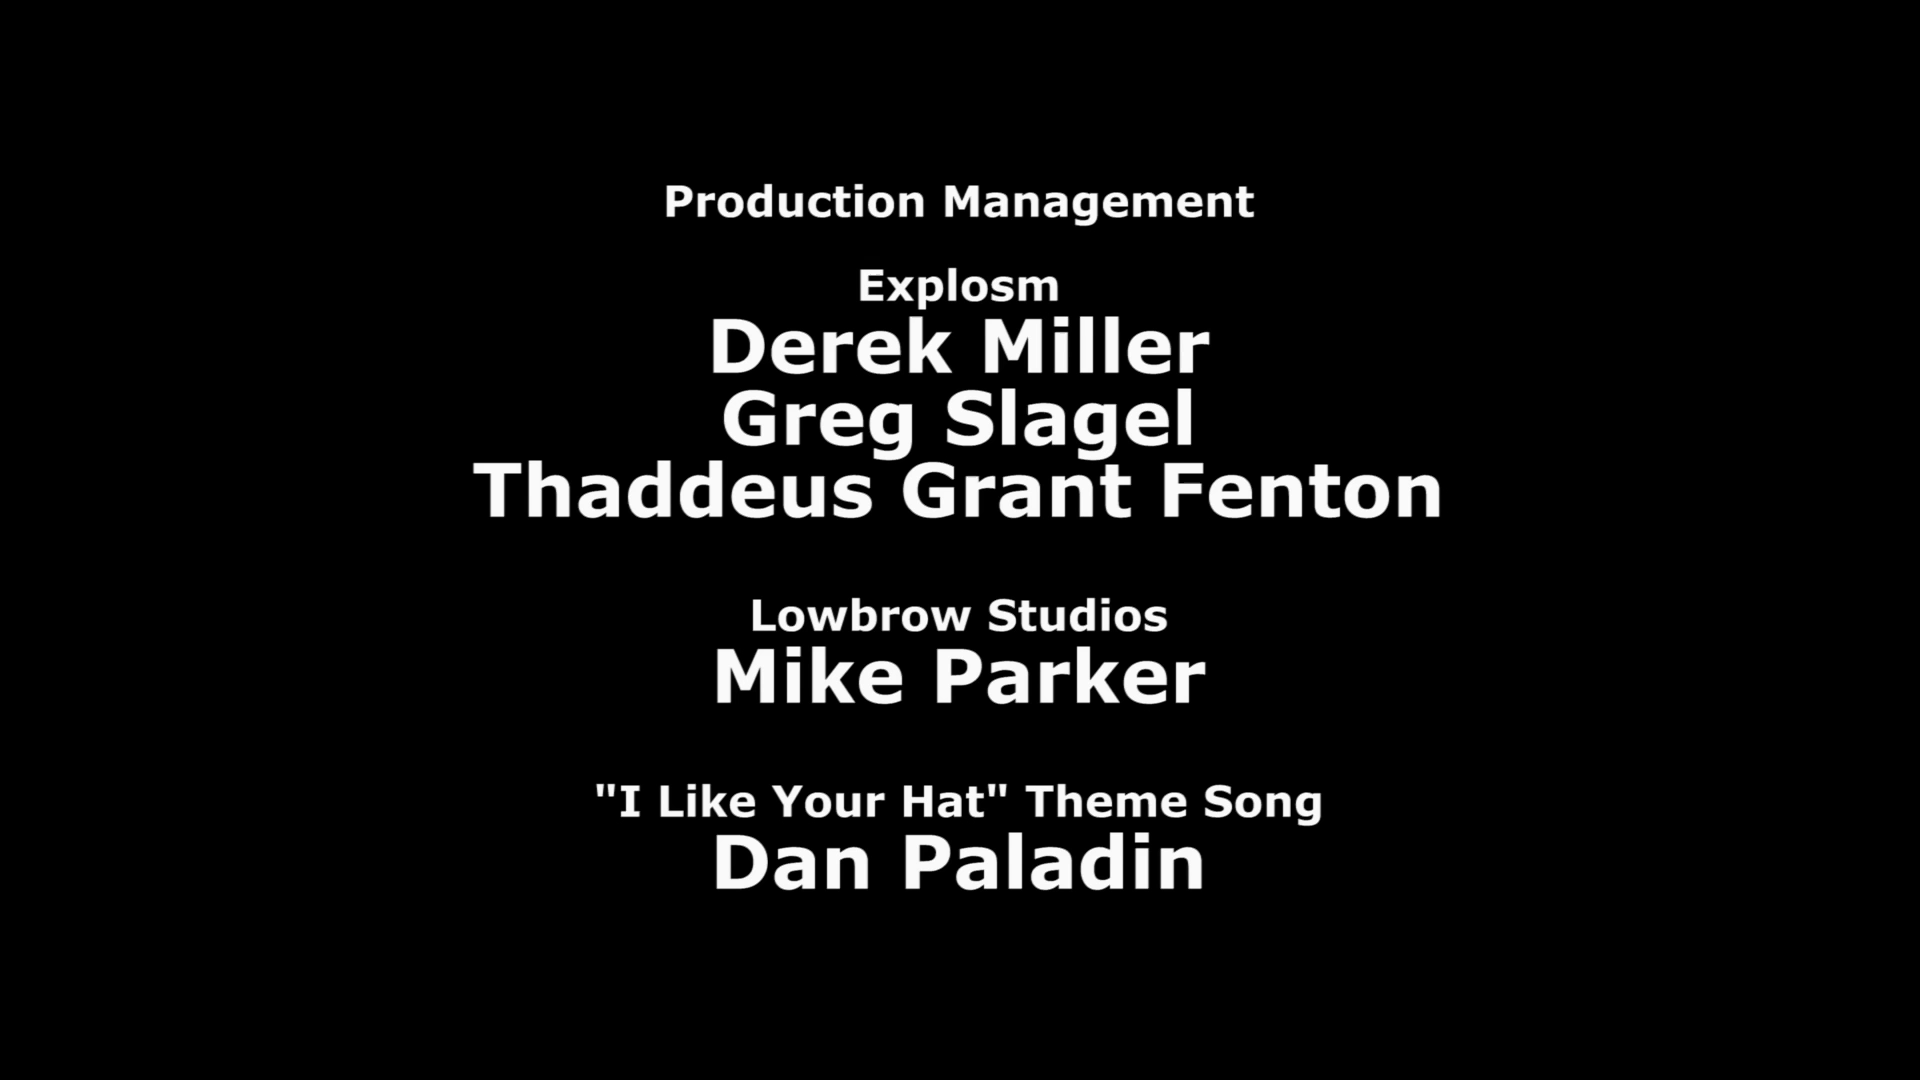 Production Management
Explosm
Derek Miller
Greg Slagel
Thaddeus Grant Fenton
Lowbrow Studios
Mike Parker
"I Like Your Hat" Theme Song
Dan Paladin